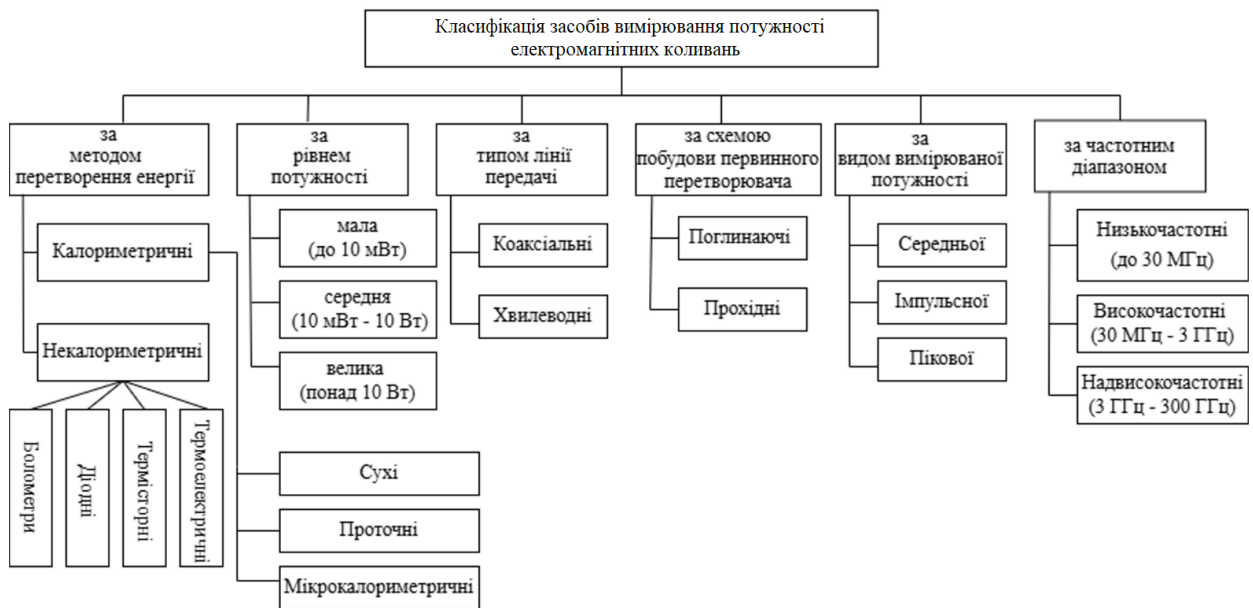 Класифікація засобів вимірювання потужності
електромагнітних коливань
за
методом
перетворення енергії
Калориметричні
Некалориметричні
Болометри
Діодні
Термісторні
Термоелектричні
Сухі
Проточні
Мікрокалориметричні
за
рівнем
потужності
мала
(до 10 мВт)
середня
(10 мВт - 10 Вт)
велика
(понад 10 Вт)
за
типом лінії
передачі
Коаксіальні
Хвилеводні
за схемою
побудови первинного
перетворювача
Поглинаючі
Прохідні
за
видом вимірюваної
потужності
Середньої
Імпульсної
Пікової
за частотним
діапазоном
Низькочастотні
(до 30 МГц)
Високочастотні
(30 МГц - 3 ГГц)
Надвисокочастотні
(3 ГГц - 300 ГГц)